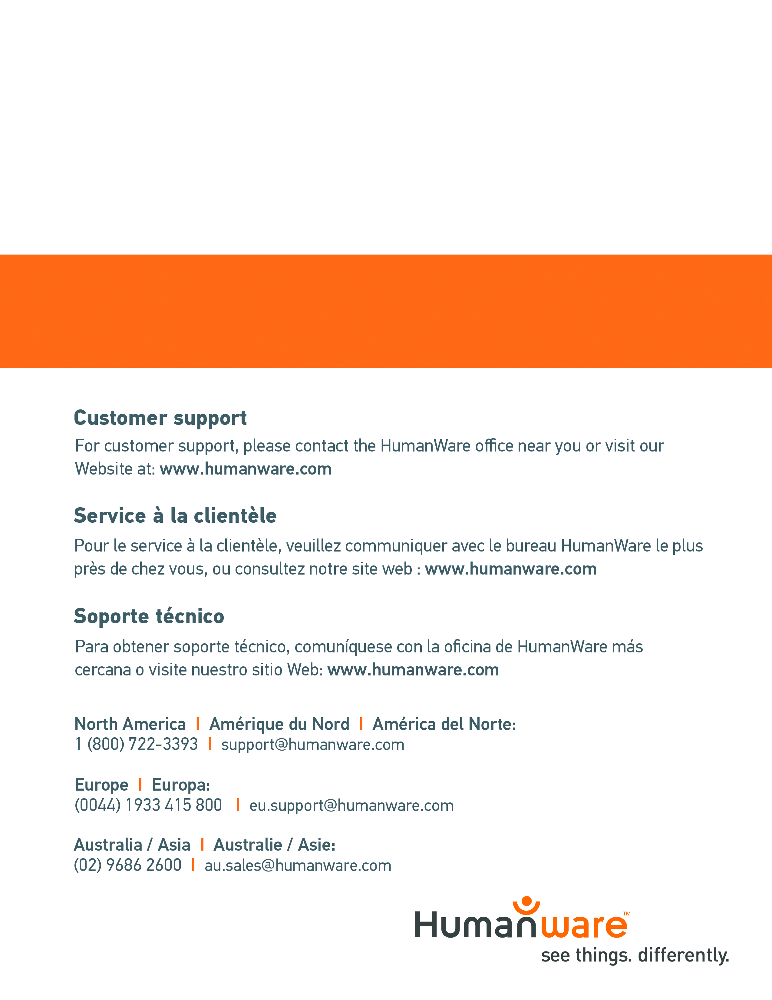 Customer support
For customer support, please contact the HumanWare office near you or visit our
Website at: www.humanware.com
Service à la clientèle
Pour le service à la clientèle, veuillez communiquer avec le bureau HumanWare le plus
près de chez vous, ou consultez notre site web : www.humanware.com
Soporte técnico
Para obtener soporte técnico, comuníquese con la oficina de HumanWare más
cercana o visite nuestro sitio Web: www.humanware.com
North America | Amérique du Nord | América del Norte:
1 (800) 722-3393 | support@humanware.com
Europe | Europa:
(0044) 1933 415 800 | eu.support@humanware.com
Australia / Asia | Australie / Asie:
(02) 9686 2600 | au.sales@humanware.com
Humanware™
see things. differently.